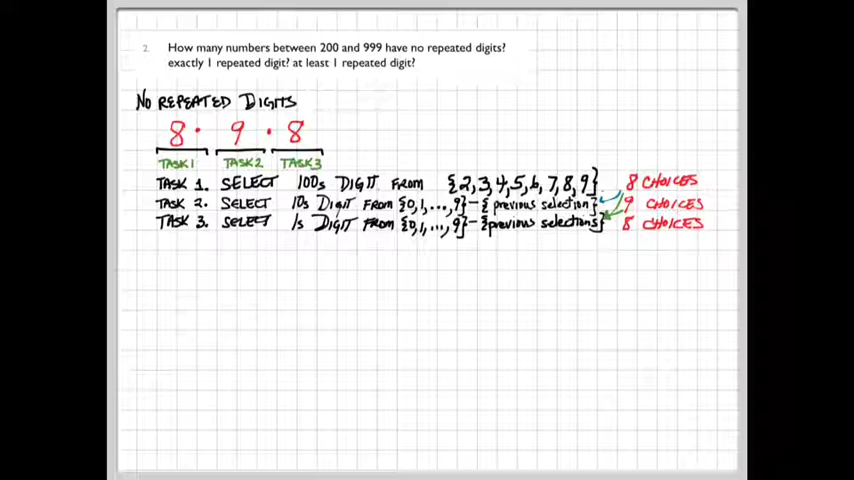 2. How many numbers between 200 and 999 have no repeated digits?
exactly 1 repeated digit? at least 1 repeated digit?
NO REPEATED DIGITS
8 · 9 · 8
TASK 1 TASK 2 TASK 3
TASK 1. SELECT 100s DIGIT FROM {2,3,4,5,6,7,8,9} 8 CHOICES
TASK 2. SELECT 10s DIGIT FROM {0,1,...,9}-{previous selection} 9 CHOICES
TASK 3. SELECT 1s DIGIT FROM {0,1,...,9}-{previous selections} 8 CHOICES